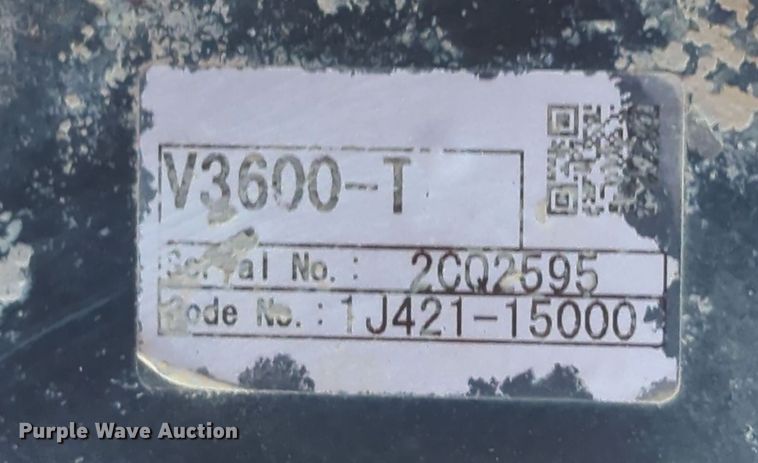 V3600-T
Serial No.: 2CQ2595
Code No.: 1J421-15000
Purple Wave Auction